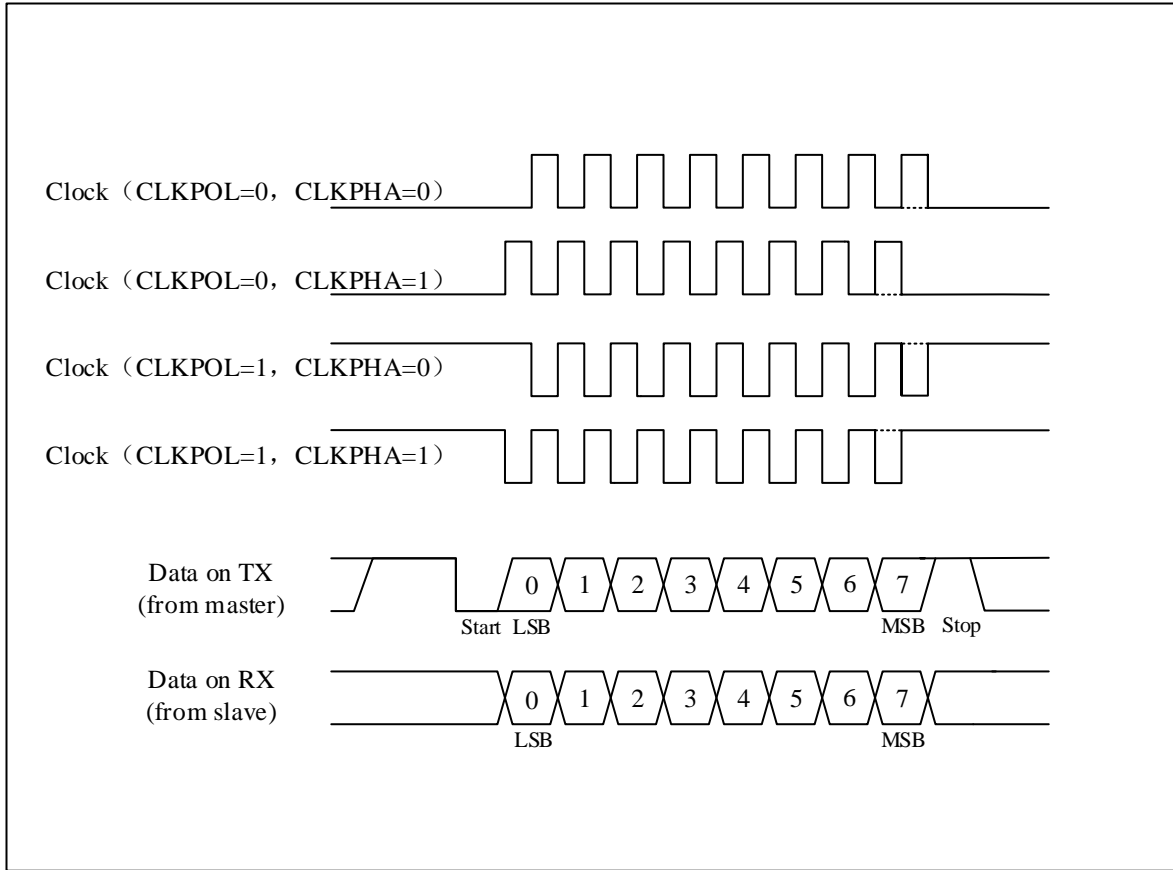 Clock（CLKPOL=0，CLKPHA=0）
Clock（CLKPOL=0，CLKPHA=1）
Clock（CLKPOL=1，CLKPHA=0）
Clock（CLKPOL=1，CLKPHA=1）
Data on TX
(from master)
0 1 2 3 4 5 6 7
Start LSB MSB Stop
Data on RX
(from slave)
0 1 2 3 4 5 6 7
LSB MSB